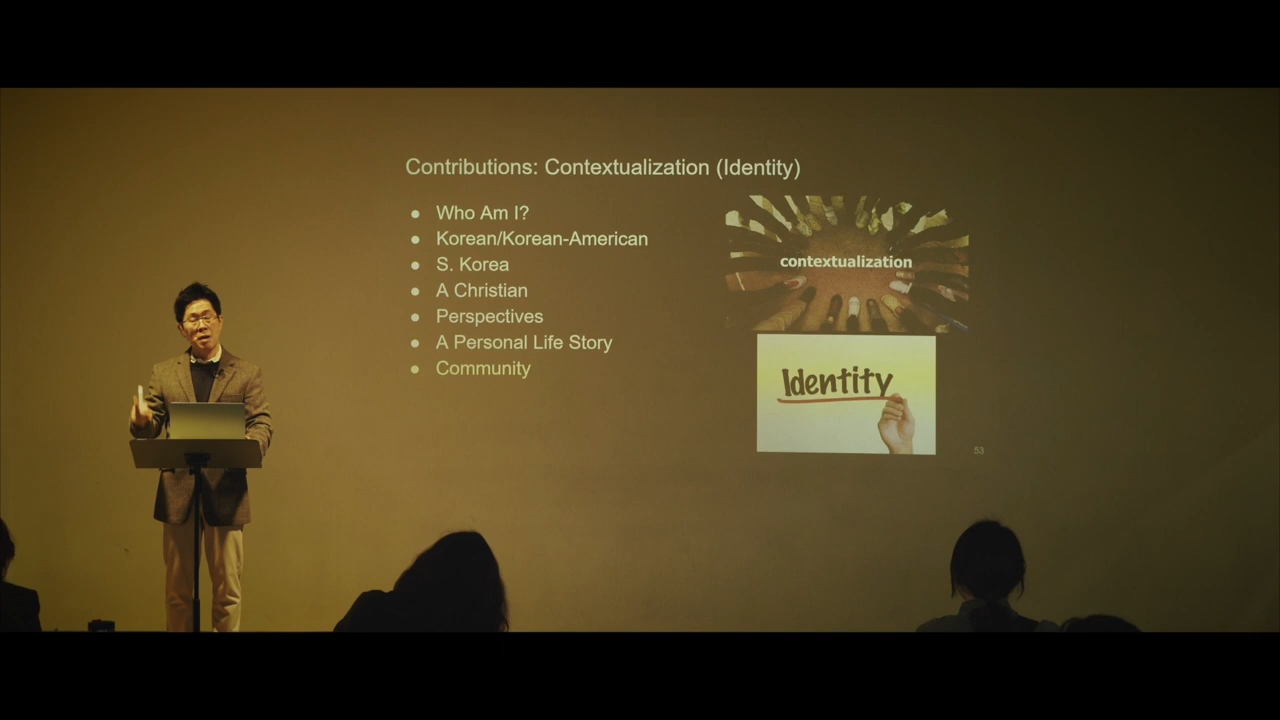 Contributions: Contextualization (Identity)
● Who Am I?
● Korean/Korean-American
● S. Korea
● A Christian
● Perspectives
● A Personal Life Story
● Community
contextualization
Identity
53